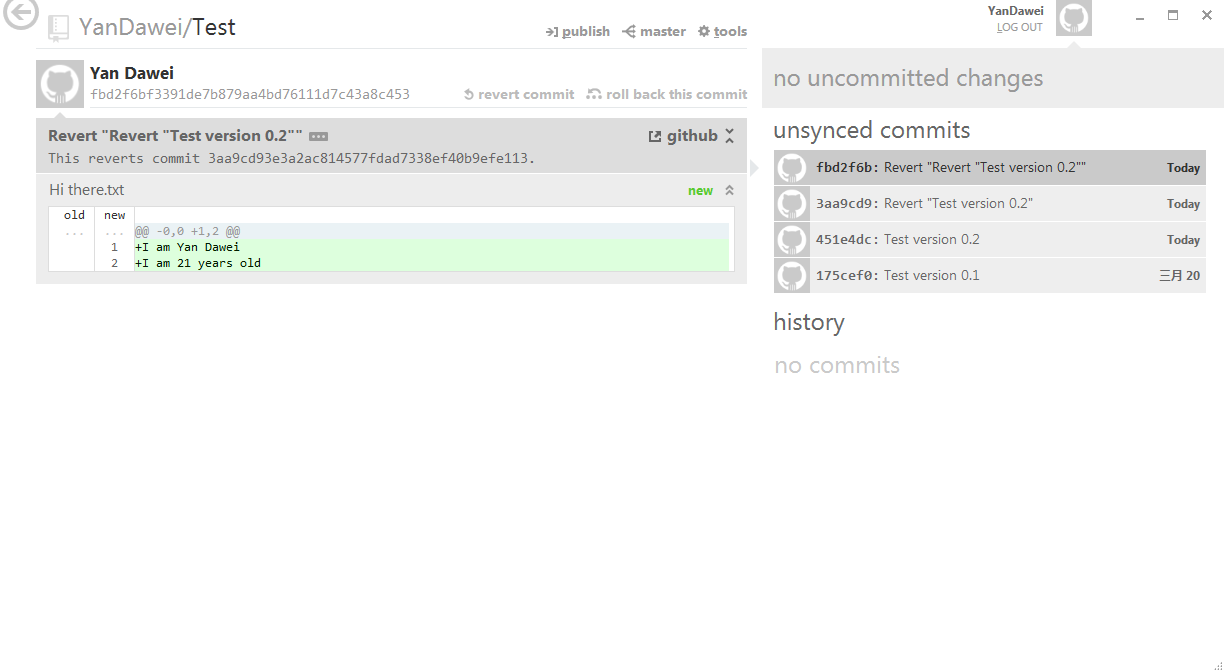 YanDawei/Test
publish master tools
YanDawei
LOG OUT
Yan Dawei
fbd2f6bf3391de7b879aa4bd76111d7c43a8c453
revert commit roll back this commit
Revert "Revert "Test version 0.2""
github
This reverts commit 3aa9cd93e3a2ac814577fdad7338ef40b9efe113.
Hi there.txt new
old new
... ... @@ -0,0 +1,2 @@
1 +I am Yan Dawei
2 +I am 21 years old
no uncommitted changes
unsynced commits
fbd2f6b: Revert "Revert "Test version 0.2"" Today
3aa9cd9: Revert "Test version 0.2" Today
451e4dc: Test version 0.2 Today
175cef0: Test version 0.1 三月 20
history
no commits